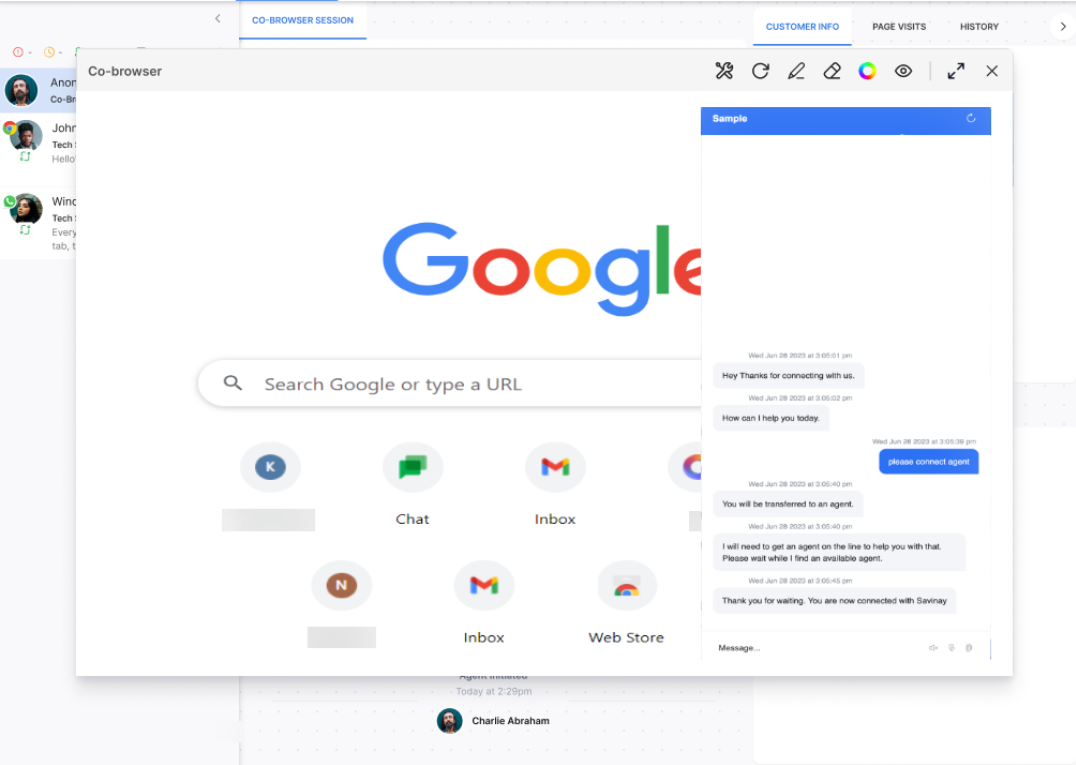 CO-BROWSER SESSION
CUSTOMER INFO
PAGE VISITS
HISTORY
Co-browser
Co-Br
John
Tech
Hello
Wind
Tech
Every
tab, t
Google
Search Google or type a URL
K
Chat
Inbox
N
Inbox
Web Store
Sample
Wed Jun 28 2023 at 3:05:01 pm
Hey Thanks for connecting with us.
Wed Jun 28 2023 at 3:05:02 pm
How can I help you today.
Wed Jun 28 2023 at 3:05:39 pm
please connect agent
Wed Jun 28 2023 at 3:05:40 pm
You will be transferred to an agent.
Wed Jun 28 2023 at 3:05:40 pm
I will need to get an agent on the line to help you with that.
Please wait while I find an available agent.
Wed Jun 28 2023 at 3:05:45 pm
Thank you for waiting. You are now connected with Savinay
Message...
Agent Initiated
Today at 2:29pm
Charlie Abraham